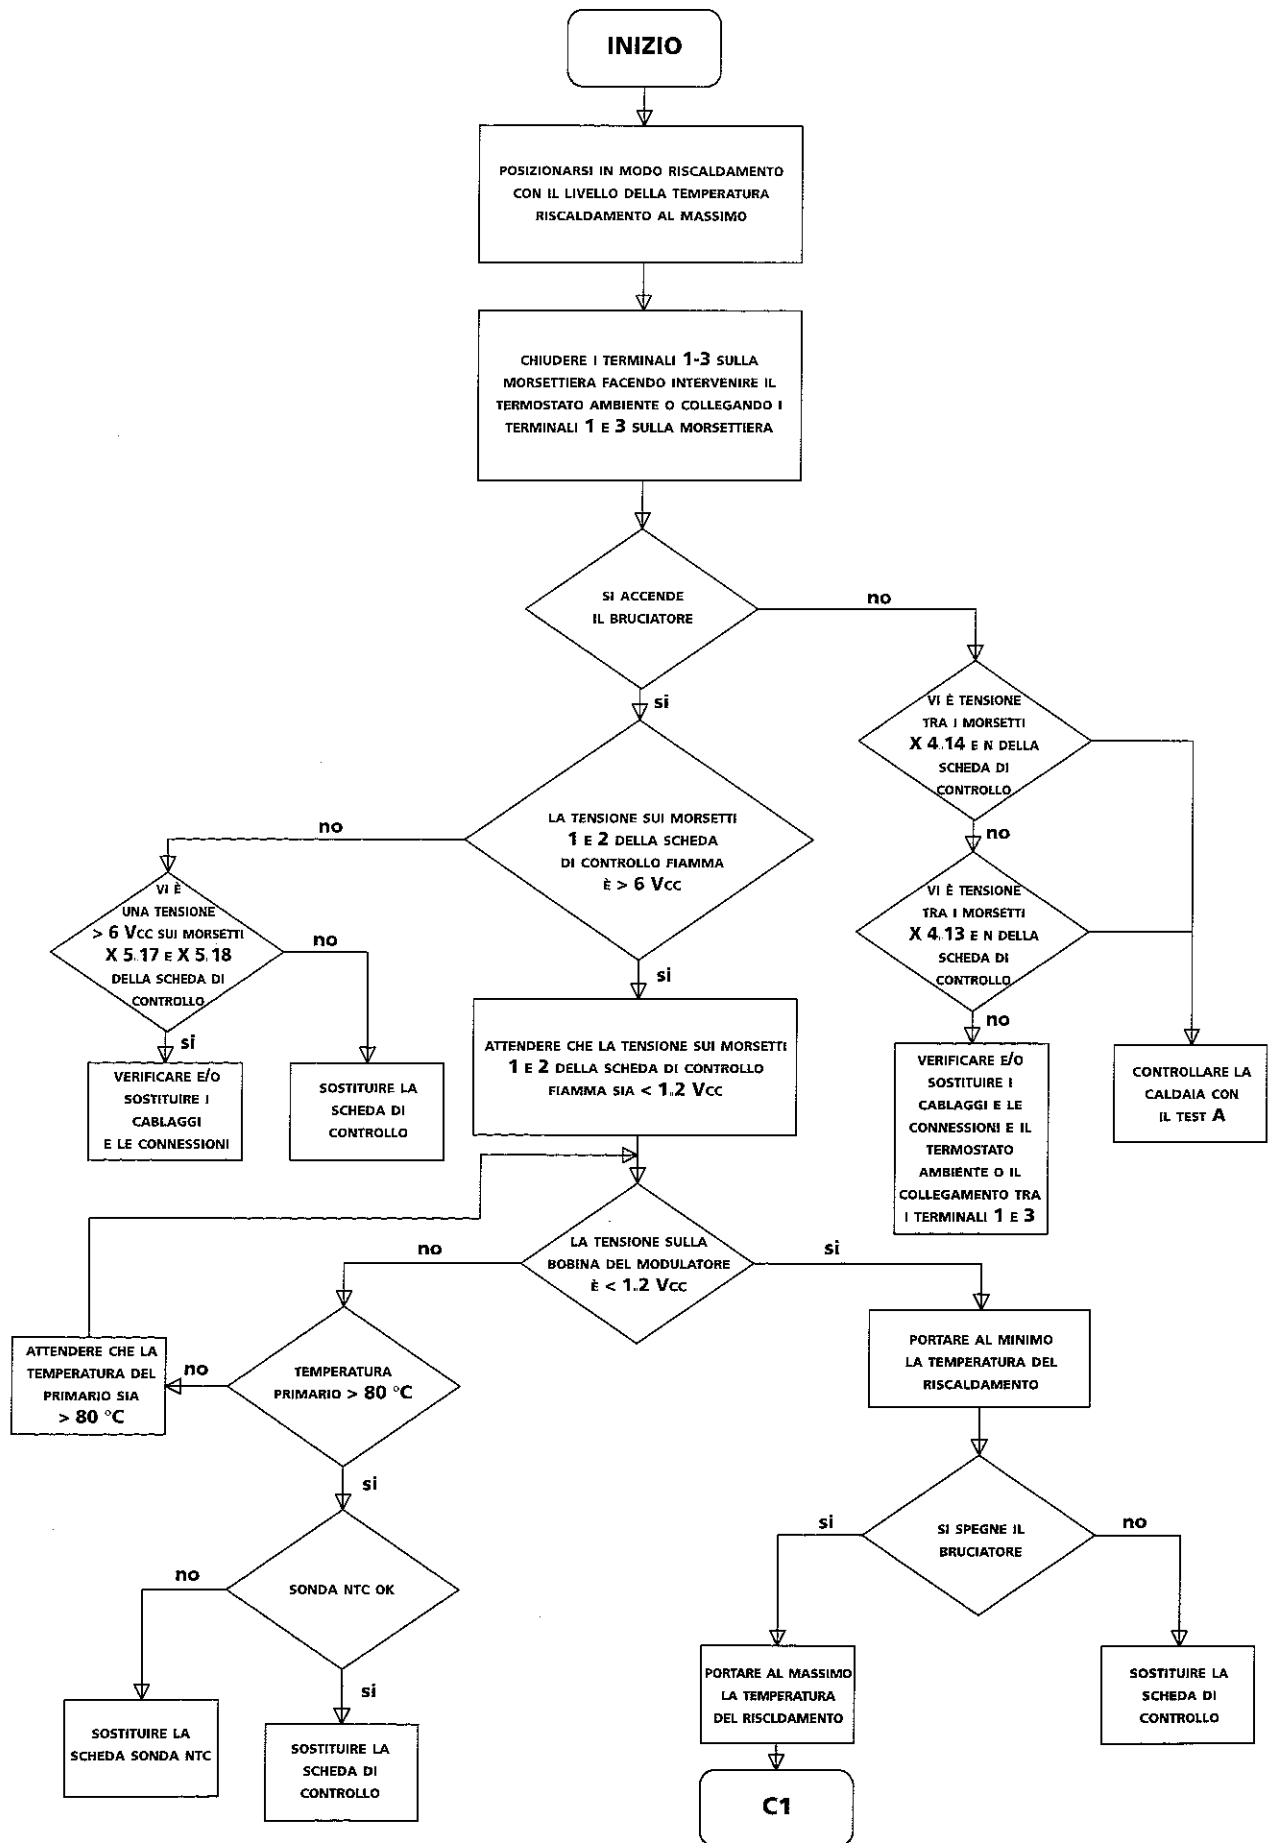 INIZIO
POSIZIONARSI IN MODO RISCALDAMENTO
CON IL LIVELLO DELLA TEMPERATURA
RISCALDAMENTO AL MASSIMO
CHIUDERE I TERMINALI 1-3 SULLA
MORSETTIERA FACENDO INTERVENIRE IL
TERMOSTATO AMBIENTE O COLLEGANDO I
TERMINALI 1 E 3 SULLA MORSETTIERA
SI ACCENDE
IL BRUCIATORE
no
si
VI È TENSIONE
TRA I MORSETTI
X 4.14 E N DELLA
SCHEDA DI
CONTROLLO
no
LA TENSIONE SUI MORSETTI
1 E 2 DELLA SCHEDA
DI CONTROLLO FIAMMA
È > 6 VCC
no
si
VI È TENSIONE
TRA I MORSETTI
X 4.13 E N DELLA
SCHEDA DI
CONTROLLO
no
VI È
UNA TENSIONE
> 6 VCC SUI MORSETTI
X 5.17 E X 5.18
DELLA SCHEDA DI
CONTROLLO
no
si
VERIFICARE E/O
SOSTITUIRE I
CABLAGGI
E LE CONNESSIONI
SOSTITUIRE LA
SCHEDA DI
CONTROLLO
ATTENDERE CHE LA TENSIONE SUI MORSETTI
1 E 2 DELLA SCHEDA DI CONTROLLO
FIAMMA SIA < 1.2 VCC
VERIFICARE E/O
SOSTITUIRE I
CABLAGGI E LE
CONNESSIONI E IL
TERMOSTATO
AMBIENTE O IL
COLLEGAMENTO TRA
I TERMINALI 1 E 3
CONTROLLARE LA
CALDAIA CON
IL TEST A
LA TENSIONE SULLA
BOBINA DEL MODULATORE
È < 1.2 VCC
no
si
TEMPERATURA
PRIMARIO > 80 °C
no
si
ATTENDERE CHE LA
TEMPERATURA DEL
PRIMARIO SIA
> 80 °C
PORTARE AL MINIMO
LA TEMPERATURA DEL
RISCALDAMENTO
SI SPEGNE IL
BRUCIATORE
si
no
SONDA NTC OK
no
si
SOSTITUIRE LA
SCHEDA SONDA NTC
SOSTITUIRE LA
SCHEDA DI
CONTROLLO
PORTARE AL MASSIMO
LA TEMPERATURA
DEL RISCLDAMENTO
SOSTITUIRE LA
SCHEDA DI
CONTROLLO
C1